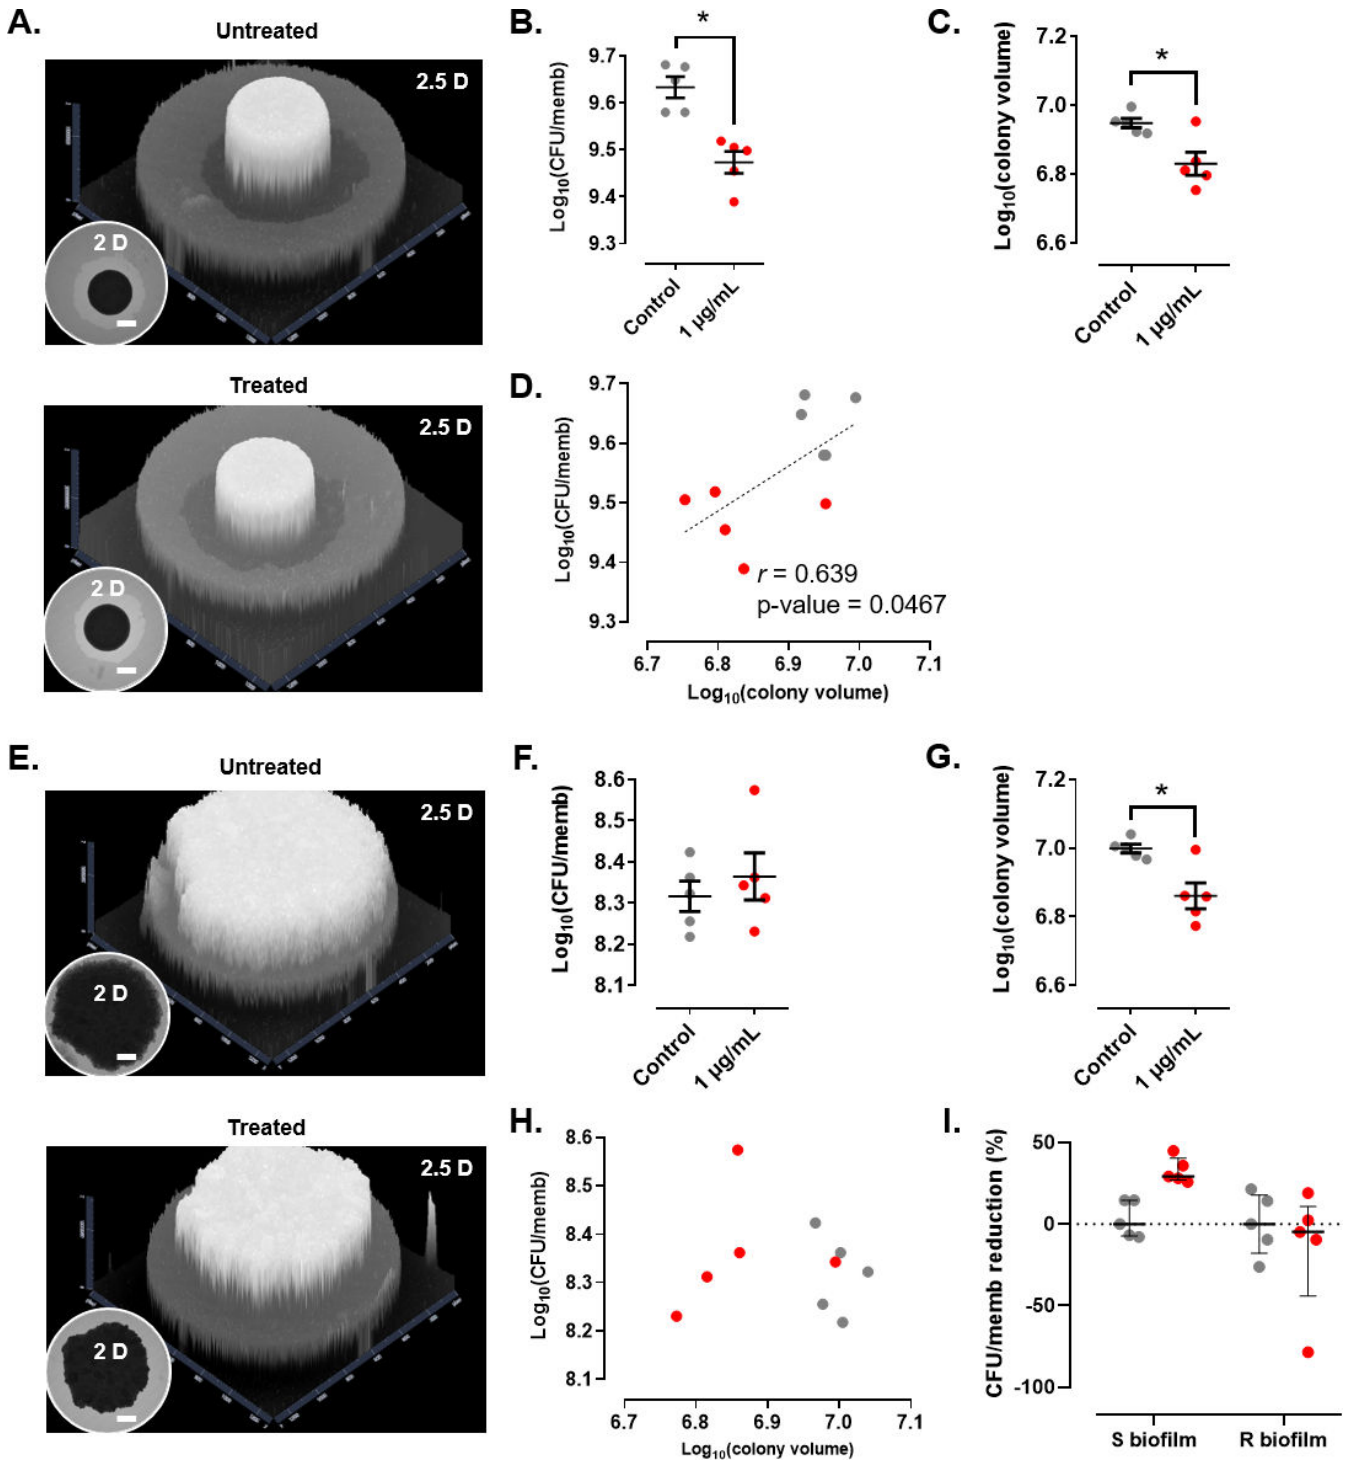 A.
Untreated
2.5 D
2 D
Treated
2.5 D
2 D
B.
*
Log10(CFU/memb)
9.7
9.6
9.5
9.4
9.3
Control
1 µg/mL
C.
*
Log10(colony volume)
7.2
7.0
6.8
6.6
Control
1 µg/mL
D.
Log10(CFU/memb)
9.7
9.6
9.5
9.4
9.3
r = 0.639
p-value = 0.0467
6.7 6.8 6.9 7.0 7.1
Log10(colony volume)
E.
Untreated
2.5 D
2 D
Treated
2.5 D
2 D
F.
Log10(CFU/memb)
8.6
8.5
8.4
8.3
8.2
8.1
Control
1 µg/mL
G.
*
Log10(colony volume)
7.2
7.0
6.8
6.6
Control
1 µg/mL
H.
Log10(CFU/memb)
8.6
8.5
8.4
8.3
8.2
8.1
6.7 6.8 6.9 7.0 7.1
Log10(colony volume)
I.
CFU/memb reduction (%)
50
0
-50
-100
S biofilm R biofilm